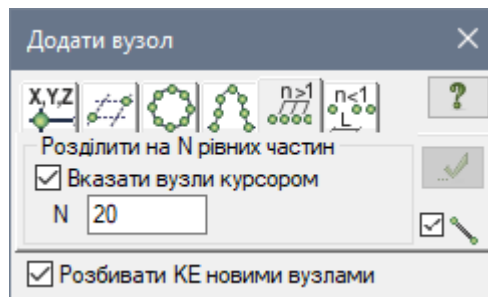 Додати вузол
X,Y,Z n>1 n<1 L
Розділити на N рівних частин
Вказати вузли курсором
N 20
Розбивати КЕ новими вузлами